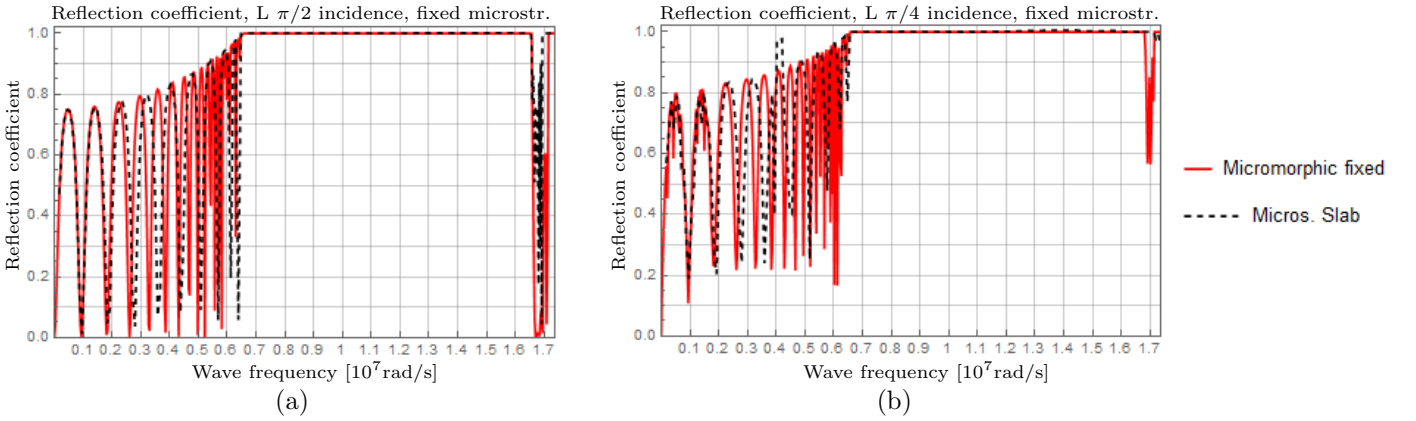 Reflection coefficient, L π/2 incidence, fixed microstr.
Reflection coefficient
1.0
0.8
0.6
0.4
0.2
0.0
0.1 0.2 0.3 0.4 0.5 0.6 0.7 0.8 0.9 1 1.1 1.2 1.3 1.4 1.5 1.6 1.7
Wave frequency [10⁷rad/s]
(a)
Reflection coefficient, L π/4 incidence, fixed microstr.
Reflection coefficient
1.0
0.8
0.6
0.4
0.2
0.0
0.1 0.2 0.3 0.4 0.5 0.6 0.7 0.8 0.9 1 1.1 1.2 1.3 1.4 1.5 1.6 1.7
Wave frequency [10⁷rad/s]
(b)
Micromorphic fixed
Micros. Slab